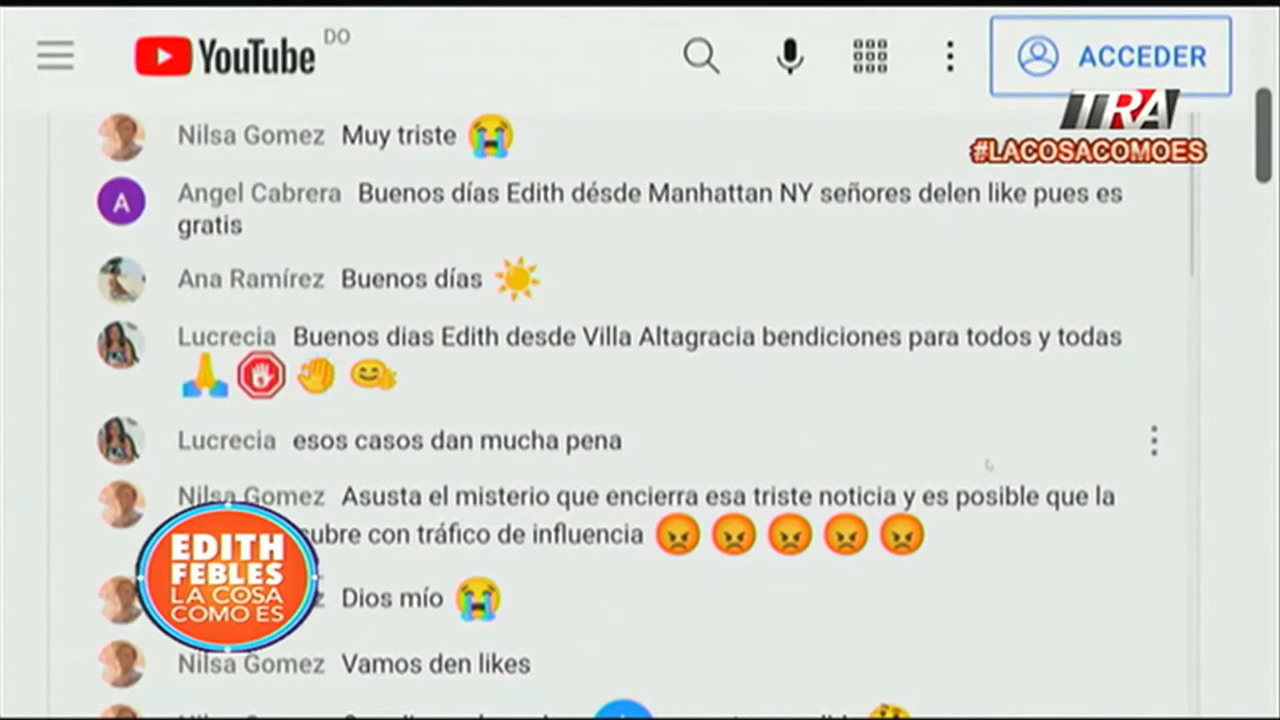 YouTube DO
ACCEDER
TRA
#LACOSACOMOES
Nilsa Gomez Muy triste 😭
Angel Cabrera Buenos días Edith désde Manhattan NY señores delen like pues es
gratis
A
Ana Ramírez Buenos días ☀️
Lucrecia Buenos dias Edith desde Villa Altagracia bendiciones para todos y todas
Lucrecia esos casos dan mucha pena
Nilsa Gomez Asusta el misterio que encierra esa triste noticia y es posible que la
con tráfico de influencia 😡😡😡😡😡
Dios mío 😭
Nilsa Gomez Vamos den likes
EDITH
FEBLES
LA COSA
COMO ES